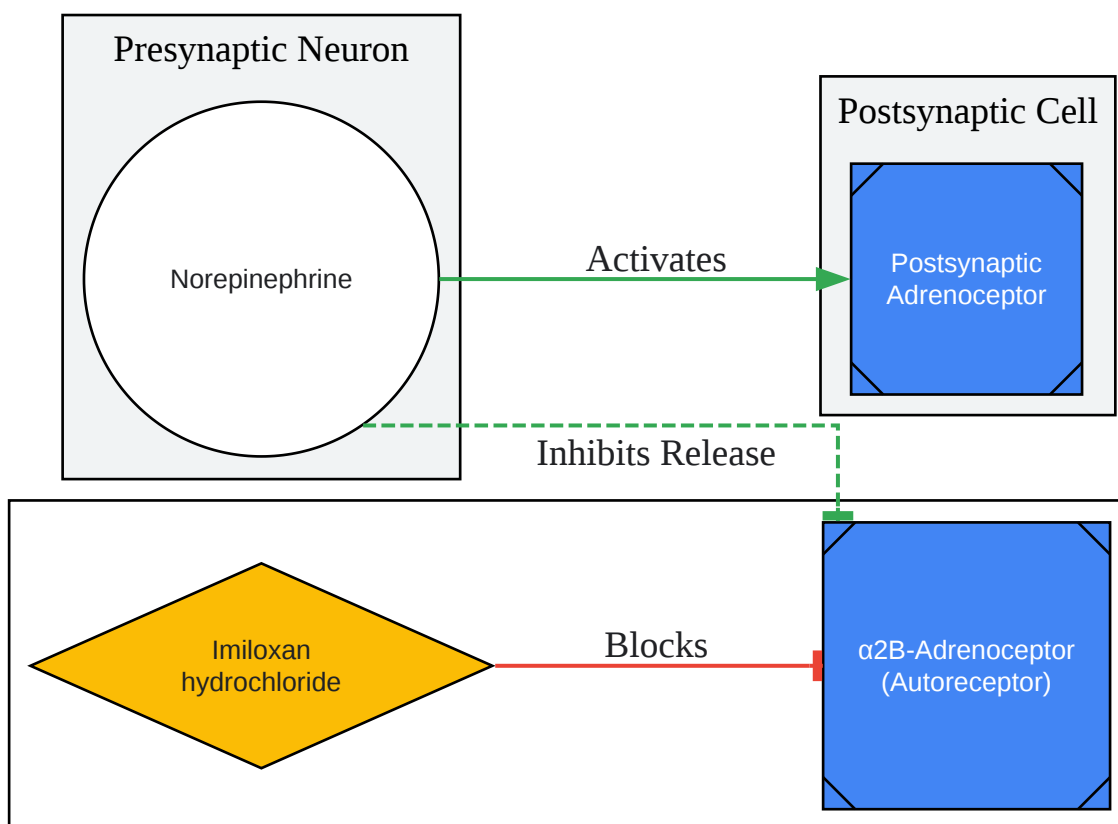 Presynaptic Neuron
Postsynaptic Cell
Norepinephrine
Activates
Postsynaptic
Adrenoceptor
Inhibits Release
Imiloxan
hydrochloride
Blocks
α2B-Adrenoceptor
(Autoreceptor)